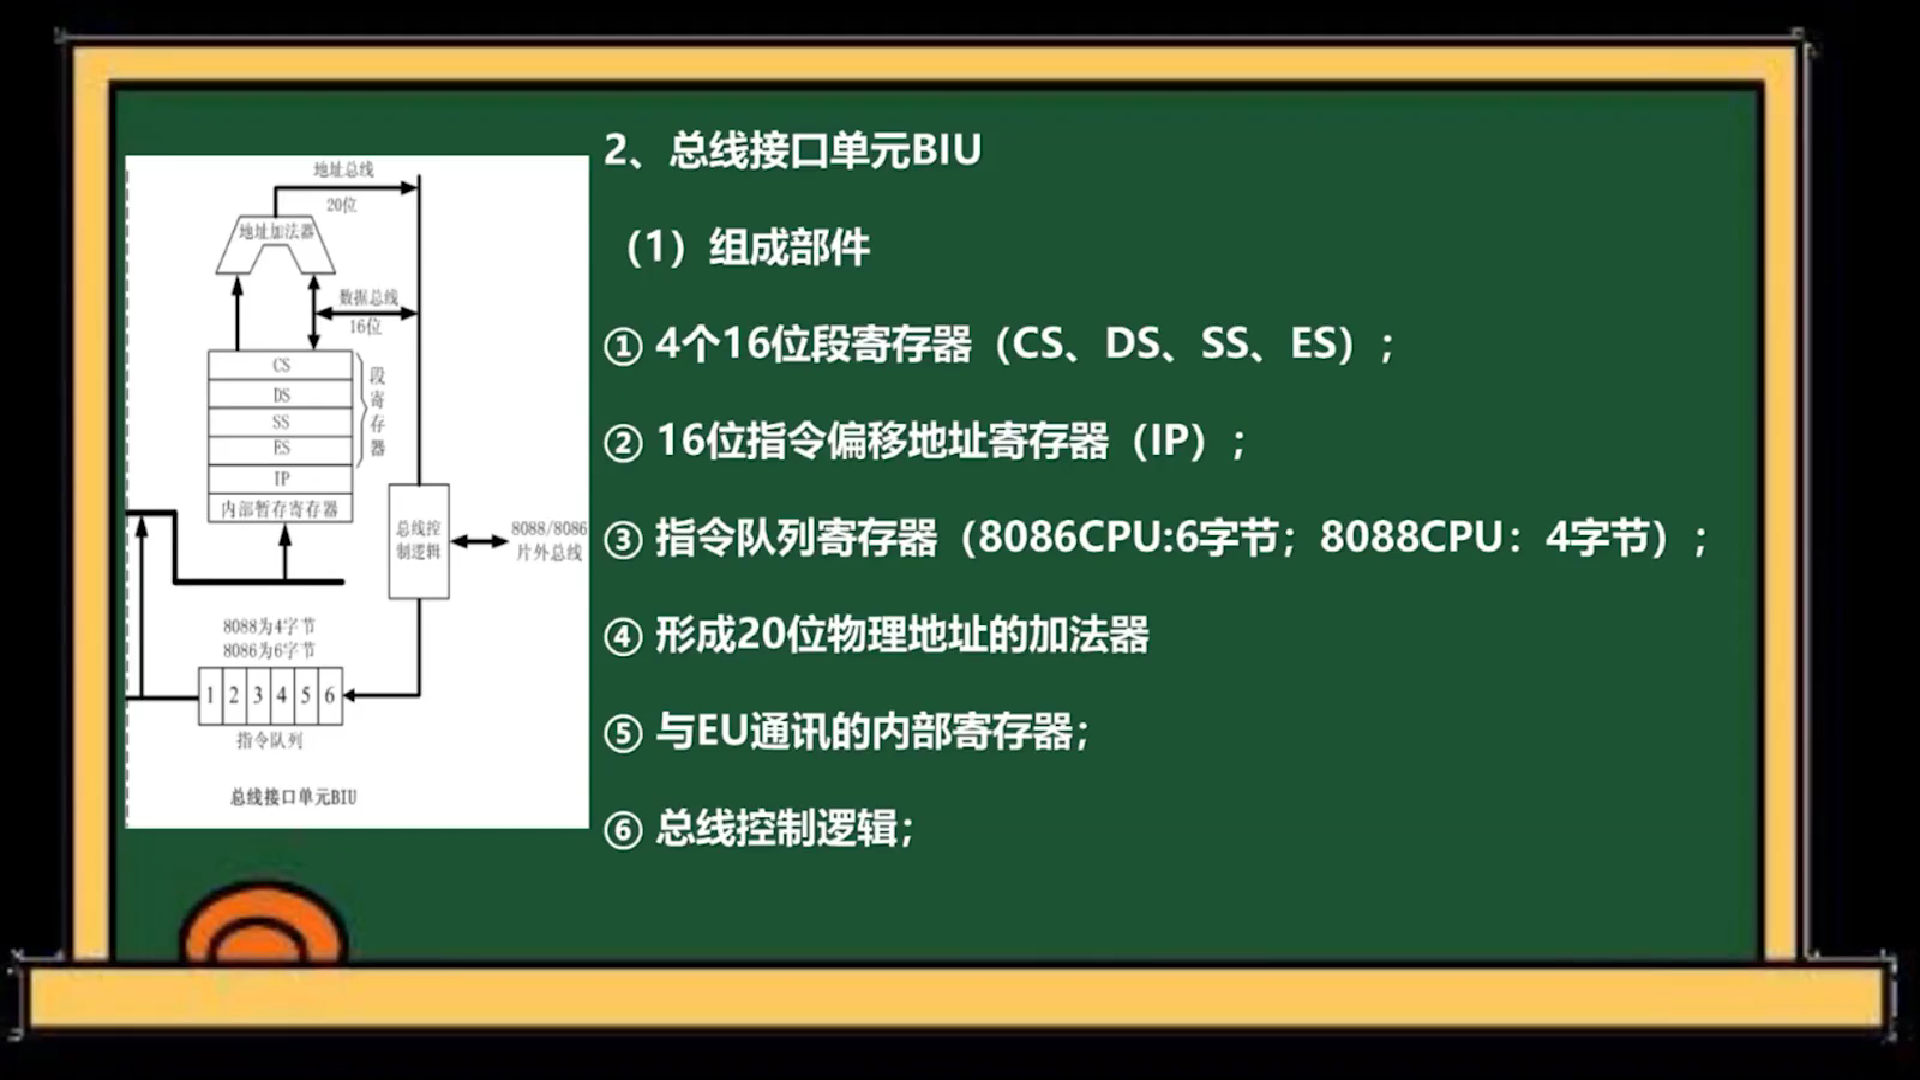 2、总线接口单元BIU
（1）组成部件
① 4个16位段寄存器（CS、DS、SS、ES）;
② 16位指令偏移地址寄存器（IP）;
③ 指令队列寄存器（8086CPU:6字节；8088CPU：4字节）;
④ 形成20位物理地址的加法器
⑤ 与EU通讯的内部寄存器;
⑥ 总线控制逻辑;
地址总线
20位
地址加法器
数据总线
16位
CS
DS
SS
ES
IP
内部暂存寄存器
段寄存器
总线控
制逻辑
8088/8086
片外总线
8088为4字节
8086为6字节
1 2 3 4 5 6
指令队列
总线接口单元BIU